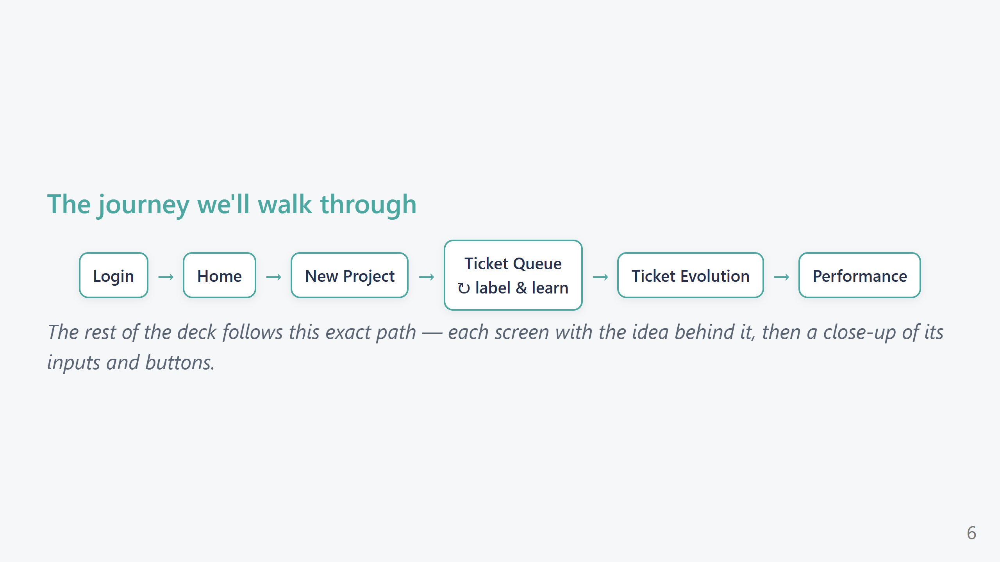 The journey we'll walk through
Login → Home → New Project → Ticket Queue → Ticket Evolution → Performance
↻ label & learn
The rest of the deck follows this exact path — each screen with the idea behind it, then a close-up of its
inputs and buttons.
6